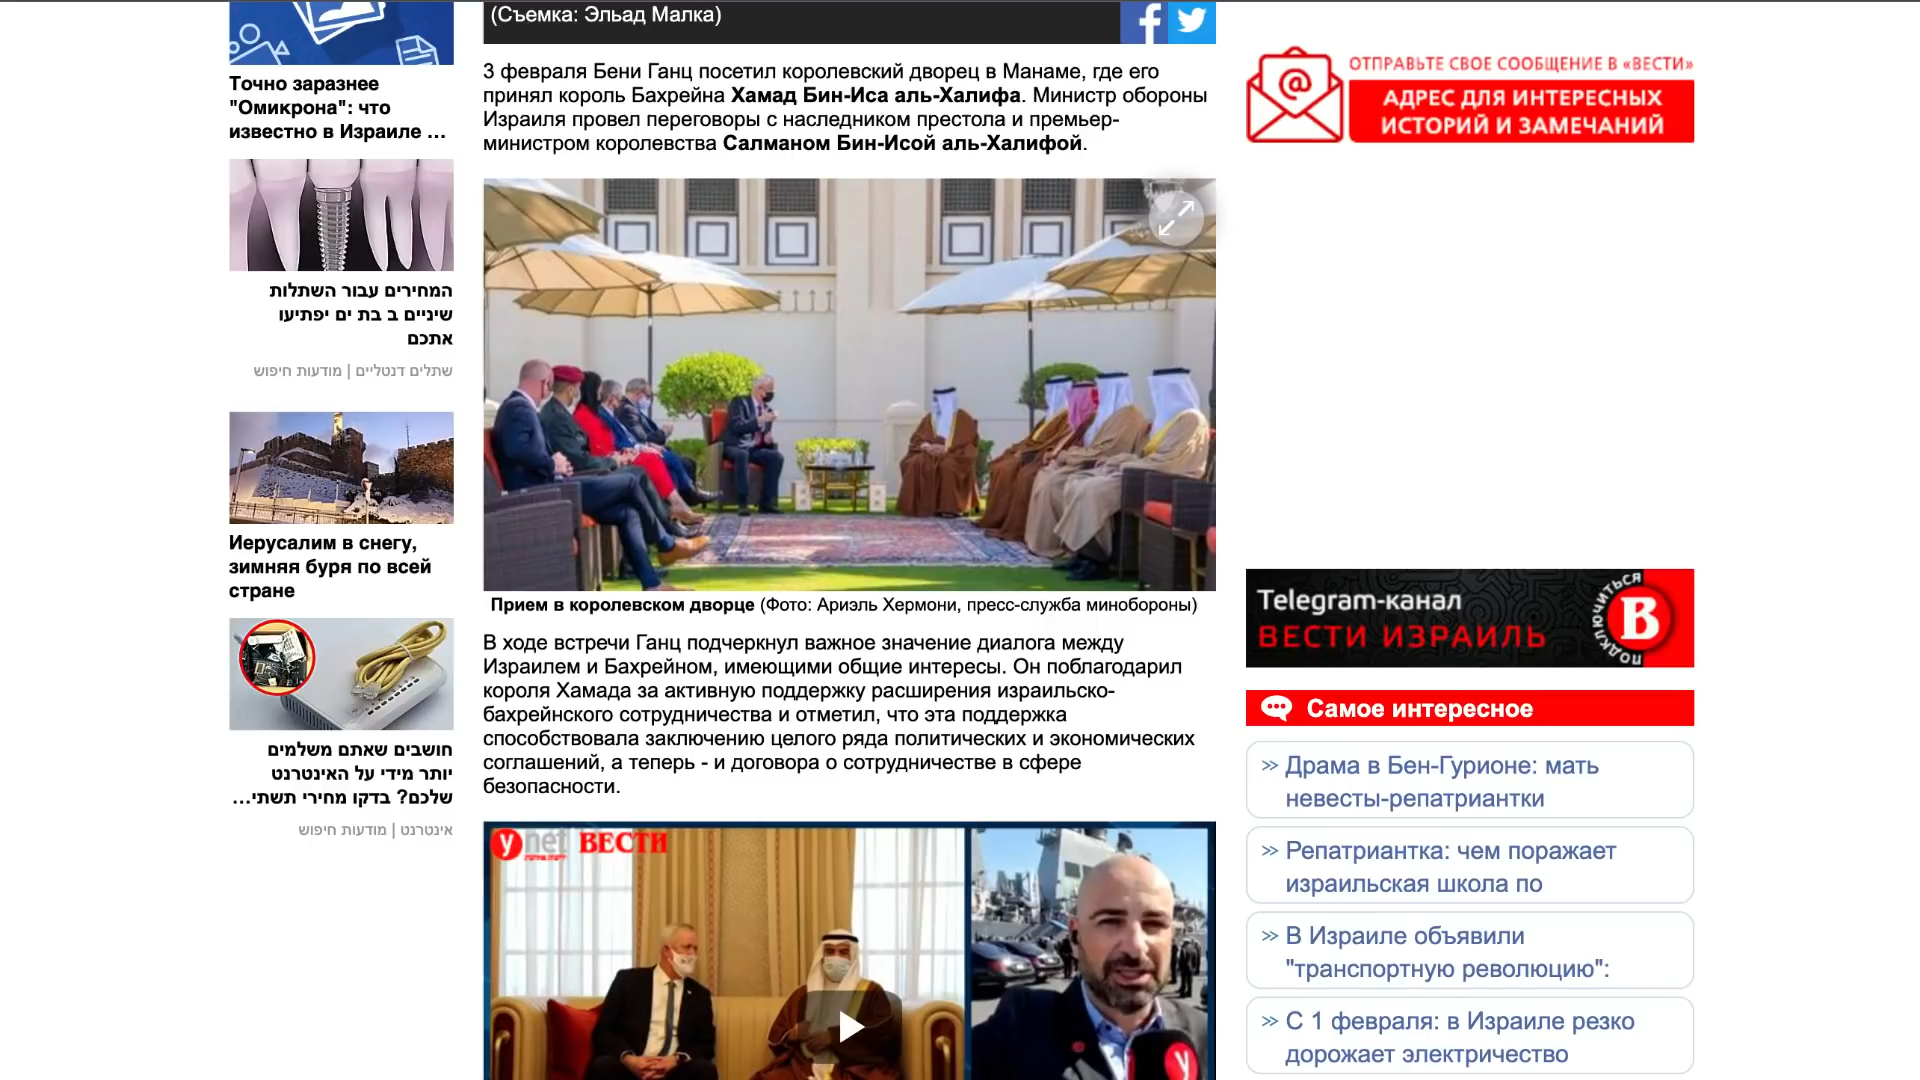 (Съемка: Эльад Малка)
3 февраля Бени Ганц посетил королевский дворец в Манаме, где его
принял король Бахрейна Хамад Бин-Иса аль-Халифа. Министр обороны
Израиля провел переговоры с наследником престола и премьер-
министром королевства Салманом Бин-Исой аль-Халифой.
Прием в королевском дворце (Фото: Ариэль Хермони, пресс-служба минобороны)
В ходе встречи Ганц подчеркнул важное значение диалога между
Израилем и Бахрейном, имеющими общие интересы. Он поблагодарил
короля Хамада за активную поддержку расширения израильско-
бахрейнского сотрудничества и отметил, что эта поддержка
способствовала заключению целого ряда политических и экономических
соглашений, а теперь - и договора о сотрудничестве в сфере
безопасности.
ynet ВЕСТИ
y
Точно заразнее
"Омикрона": что
известно в Израиле ...
המחירים עבור השתלות
שיניים ב בת ים יפתיעו
אתכם
שתלים דנטליים | מודעות חיפוש
Иерусалим в снегу,
зимняя буря по всей
стране
חושבים שאתם משלמים
יותר מידי על האינטרנט
שלכם? בדקו מחירי תשתי...
אינטרנט | מודעות חיפוש
ОТПРАВЬТЕ СВОЕ СООБЩЕНИЕ В «ВЕСТИ»
АДРЕС ДЛЯ ИНТЕРЕСНЫХ
ИСТОРИЙ И ЗАМЕЧАНИЙ
Telegram-канал
ВЕСТИ ИЗРАИЛЬ
ПОДКЛЮЧИТЬСЯ
В
Самое интересное
» Драма в Бен-Гурионе: мать
невесты-репатриантки
» Репатриантка: чем поражает
израильская школа по
» В Израиле объявили
"транспортную революцию":
» С 1 февраля: в Израиле резко
дорожает электричество